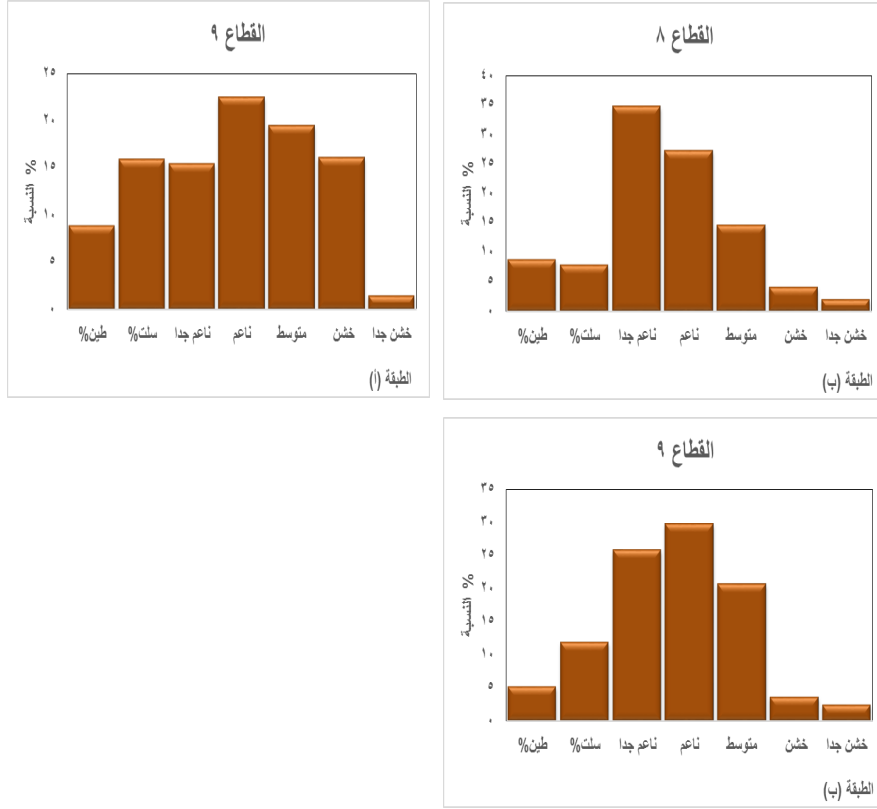 القطاع ٨
٤٠
٣٥
٣٠
٢٥
٢٠
١٥
١٠
٥
٠
النسبة %
طين% سلت% ناعم جدا ناعم متوسط خشن خشن جدا
الطبقة (ب)
القطاع ٩
٢٥
٢٠
١٥
١٠
٥
٠
النسبة %
طين% سلت% ناعم جدا ناعم متوسط خشن خشن جدا
الطبقة (أ)
القطاع ٩
٣٥
٣٠
٢٥
٢٠
١٥
١٠
٥
٠
النسبة %
طين% سلت% ناعم جدا ناعم متوسط خشن خشن جدا
الطبقة (ب)